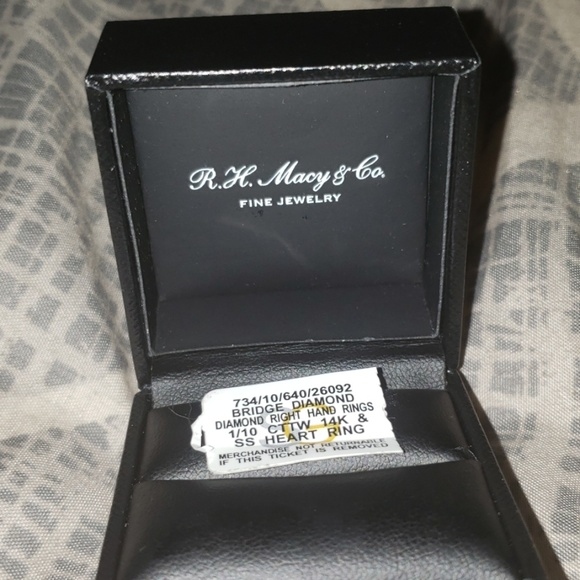 R.H. Macy & Co.
FINE JEWELRY
734/10/640/26092
BRIDGE DIAMOND
DIAMOND RIGHT HAND RINGS
1/10 CTTW 14K &
SS HEART RING
MERCHANDISE NOT RETURNABLE
IF THIS TICKET IS REMOVED